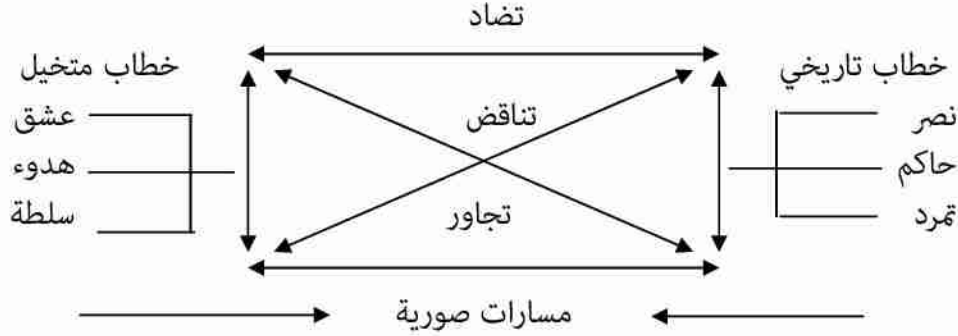 تضاد
خطاب تاريخي
خطاب متخيل
نصر
تناقض
عشق
حاكم
هدوء
تمرد
تجاور
سلطة
مسارات صورية